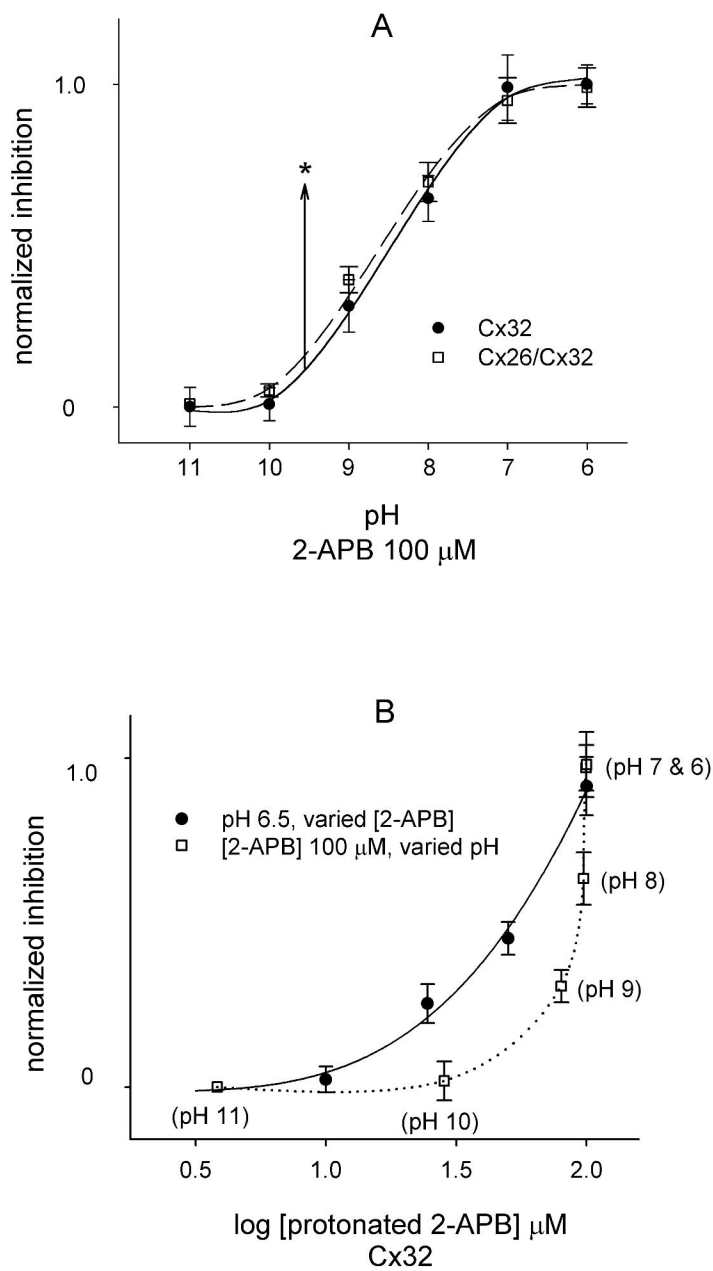 A
1.0
*
normalized inhibition
Cx32
Cx26/Cx32
0
11 10 9 8 7 6
pH
2-APB 100 μM
B
1.0
(pH 7 & 6)
pH 6.5, varied [2-APB]
[2-APB] 100 μM, varied pH
(pH 8)
normalized inhibition
(pH 9)
0
(pH 11)
(pH 10)
0.5 1.0 1.5 2.0
log [protonated 2-APB] μM
Cx32